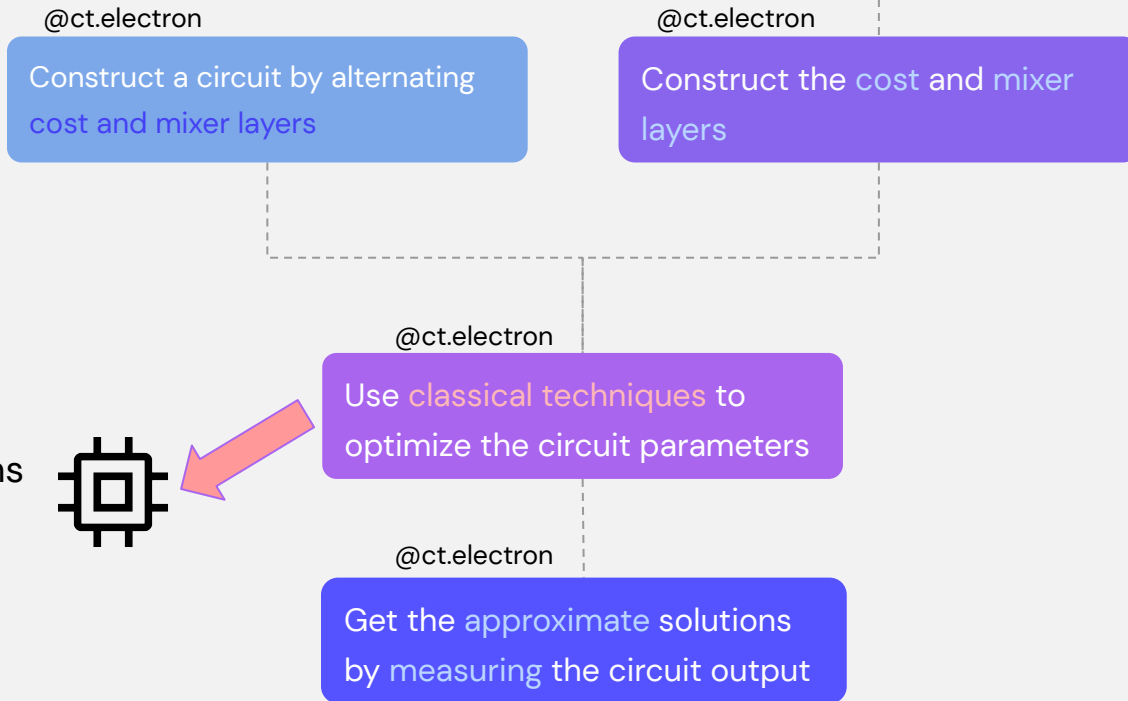 @ct.electron
@ct.electron
Construct a circuit by alternating
cost and mixer layers
Construct the cost and mixer
layers
@ct.electron
Use classical techniques to
optimize the circuit parameters
@ct.electron
Get the approximate solutions
by measuring the circuit output